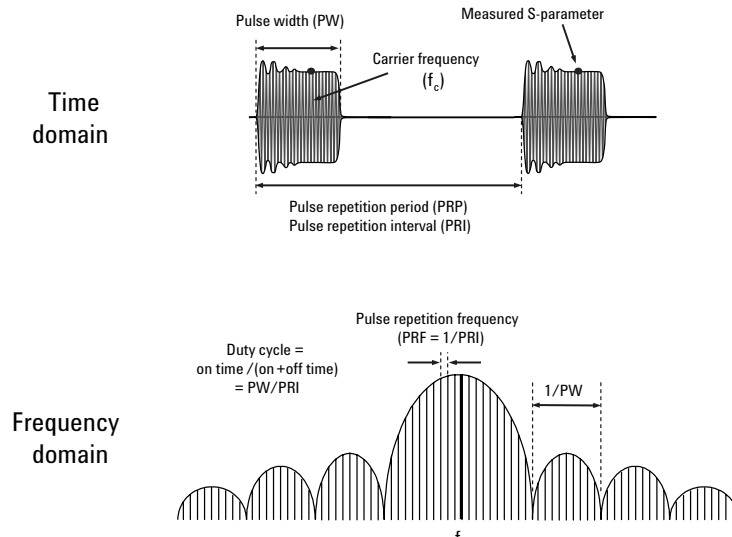 Pulse width (PW)
Measured S-parameter
Carrier frequency
(fc)
Time
domain
Pulse repetition period (PRP)
Pulse repetition interval (PRI)
Pulse repetition frequency
(PRF = 1/PRI)
Duty cycle =
on time /(on +off time)
= PW/PRI
1/PW
Frequency
domain